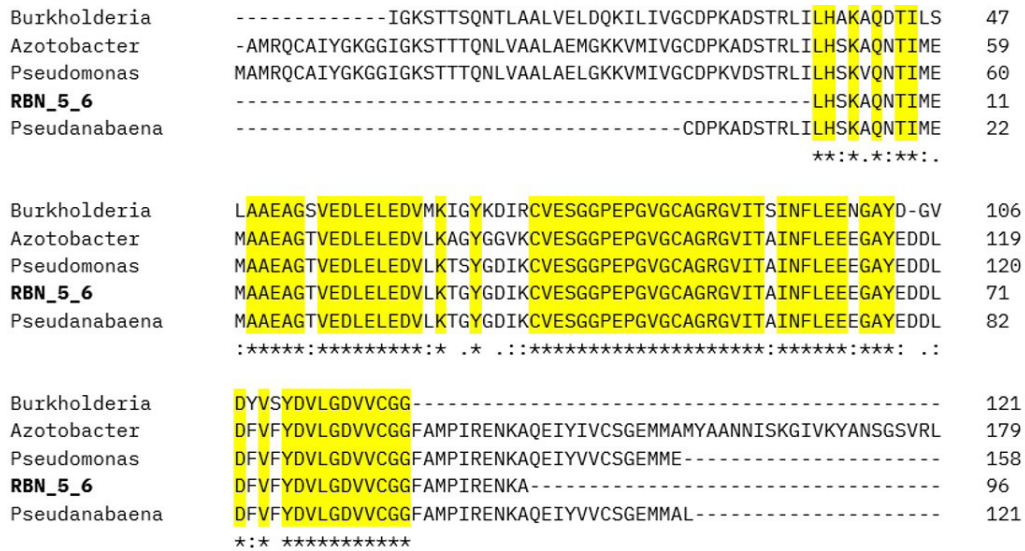 Burkholderia -------------IGKSTTSQNTLAALVELDQKILIVGCDPKADSTRLILHAKAQDTILS 47
Azotobacter -AMRQCAIYGKGGIGKSTTTQNLVAALAEMGKKVMIVGCDPKADSTRLILHSKAQNTIME 59
Pseudomonas MAMRQCAIYGKGGIGKSTTTQNLVAALAELGKKVMIVGCDPKVDSTRLILHSKVQNTIME 60
RBN_5_6 -------------------------------------------------LHSKAQNTIME 11
Pseudanabaena --------------------------------------CDPKADSTRLILHSKAQNTIME 22
**:*.*:**:.
Burkholderia LAAEAGSVEDLELEDVMKIGYKDIRCVESGGPEPGVGCAGRGVITSINFLEENGAYD-GV 106
Azotobacter MAAEAGTVEDLELEDVLKAGYGGVKCVESGGPEPGVGCAGRGVITAINFLEEEGAYEDDL 119
Pseudomonas MAAEAGTVEDLELEDVLKTSYGDIKCVESGGPEPGVGCAGRGVITAINFLEEEGAYEDDL 120
RBN_5_6 MAAEAGTVEDLELEDVLKTGYGDIKCVESGGPEPGVGCAGRGVITAINFLEEEGAYEDDL 71
Pseudanabaena MAAEAGTVEDLELEDVLKTGYGDIKCVESGGPEPGVGCAGRGVITAINFLEEEGAYEDDL 82
:*****:*********:* .* .::********************:******:***: .:
Burkholderia DYVSYDVLGDVVCGG--------------------------------------------- 121
Azotobacter DFVFYDVLGDVVCGGFAMPIRENKAQEIYIVCSGEMMAMYAANNISKGIVKYANSGSVRL 179
Pseudomonas DFVFYDVLGDVVCGGFAMPIRENKAQEIYVVCSGEMME---------------------- 158
RBN_5_6 DFVFYDVLGDVVCGGFAMPIRENKA----------------------------------- 96
Pseudanabaena DFVFYDVLGDVVCGGFAMPIRENKAQEIYVVCSGEMMAL--------------------- 121
*:* ***********